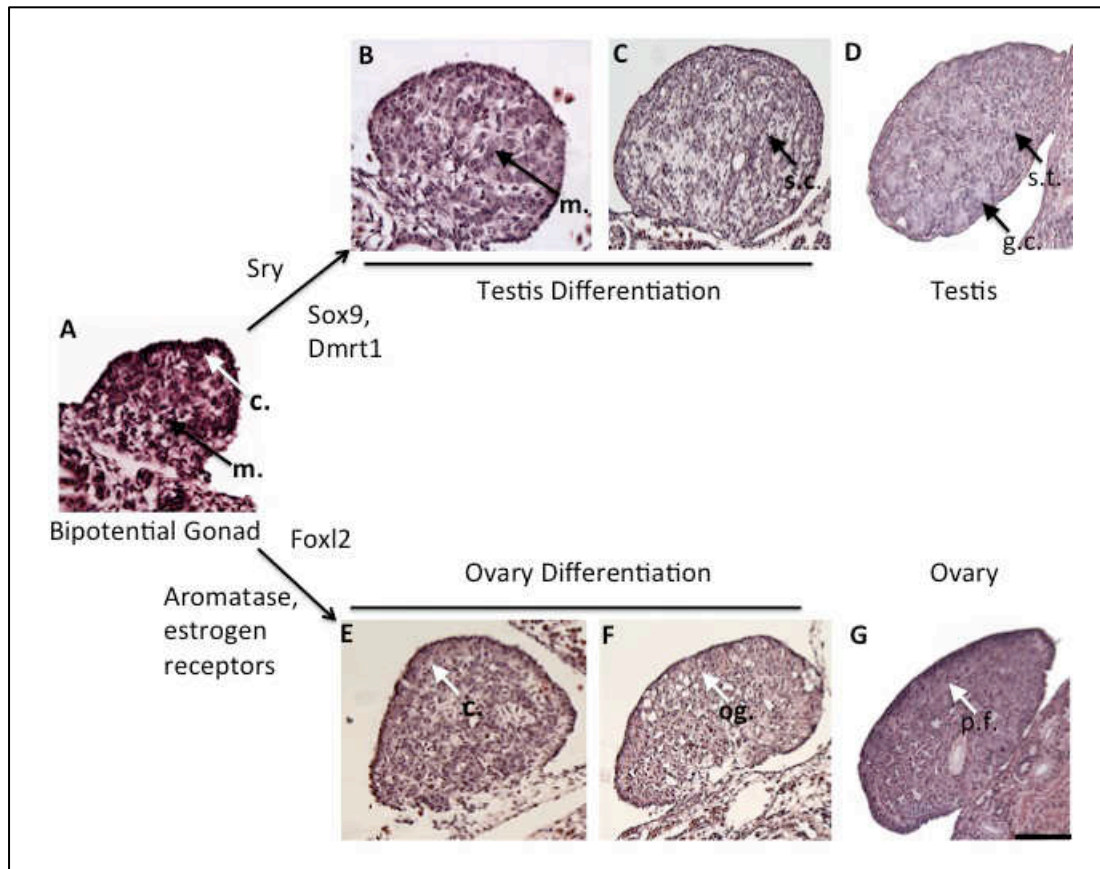 B
C
D
m.
s.c.
s.t.
g.c.
Sry
Testis Differentiation
Testis
Sox9,
Dmrt1
A
c.
m.
Bipotential Gonad
Foxl2
Ovary Differentiation
Ovary
Aromatase,
estrogen
receptors
E
F
G
c.
og.
p.f.